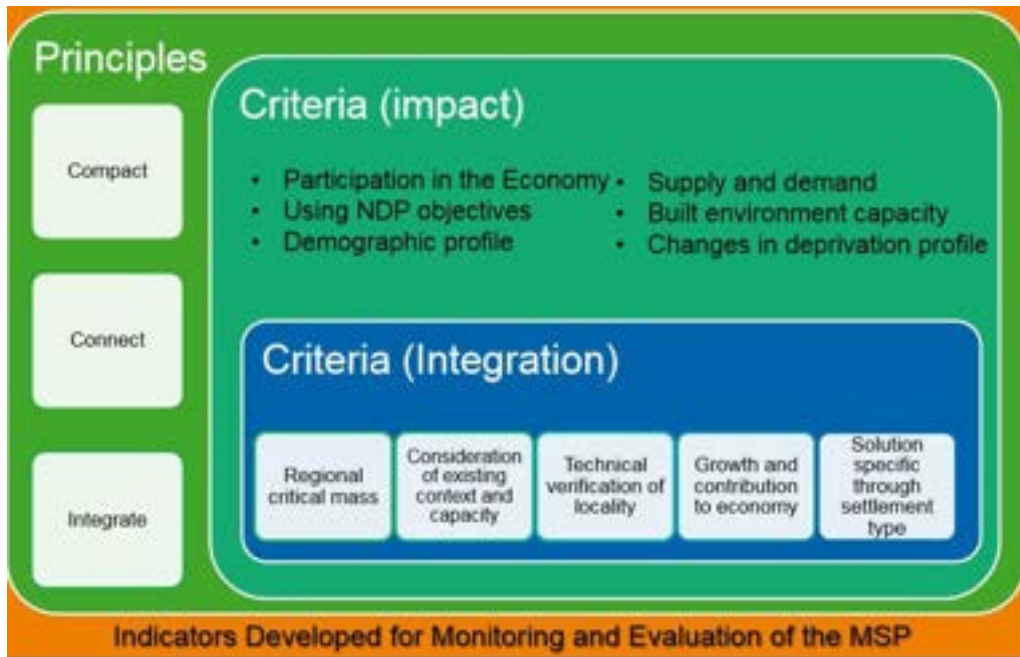 Principles
Compact
Connect
Integrate
Criteria (impact)
• Participation in the Economy
• Using NDP objectives
• Demographic profile
• Supply and demand
• Built environment capacity
• Changes in deprivation profile
Criteria (Integration)
Regional
critical mass
Consideration
of existing
context and
capacity
Technical
verification of
locality
Growth and
contribution
to economy
Solution
specific
through
settlement
type
Indicators Developed for Monitoring and Evaluation of the MSP